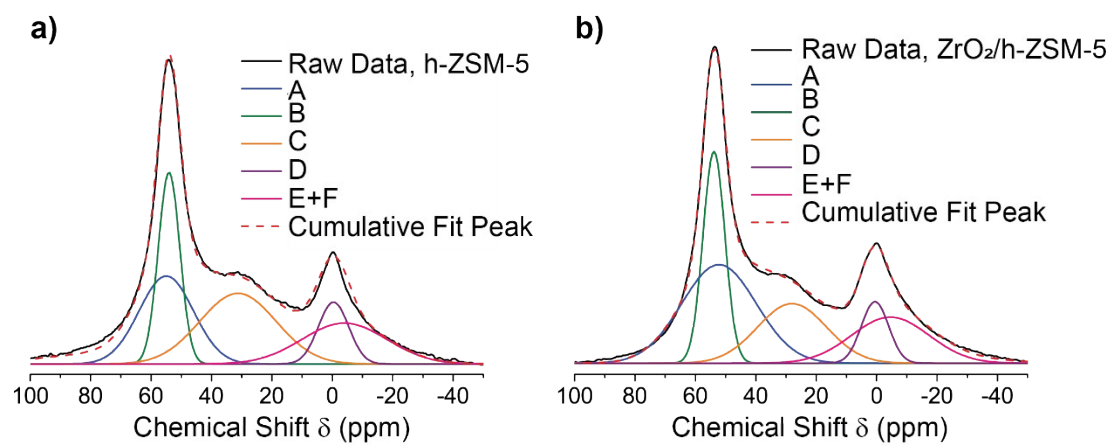 a)
Raw Data, h-ZSM-5
A
B
C
D
E+F
Cumulative Fit Peak
100 80 60 40 20 0 -20 -40
Chemical Shift δ (ppm)
b)
Raw Data, ZrO₂/h-ZSM-5
A
B
C
D
E+F
Cumulative Fit Peak
100 80 60 40 20 0 -20 -40
Chemical Shift δ (ppm)